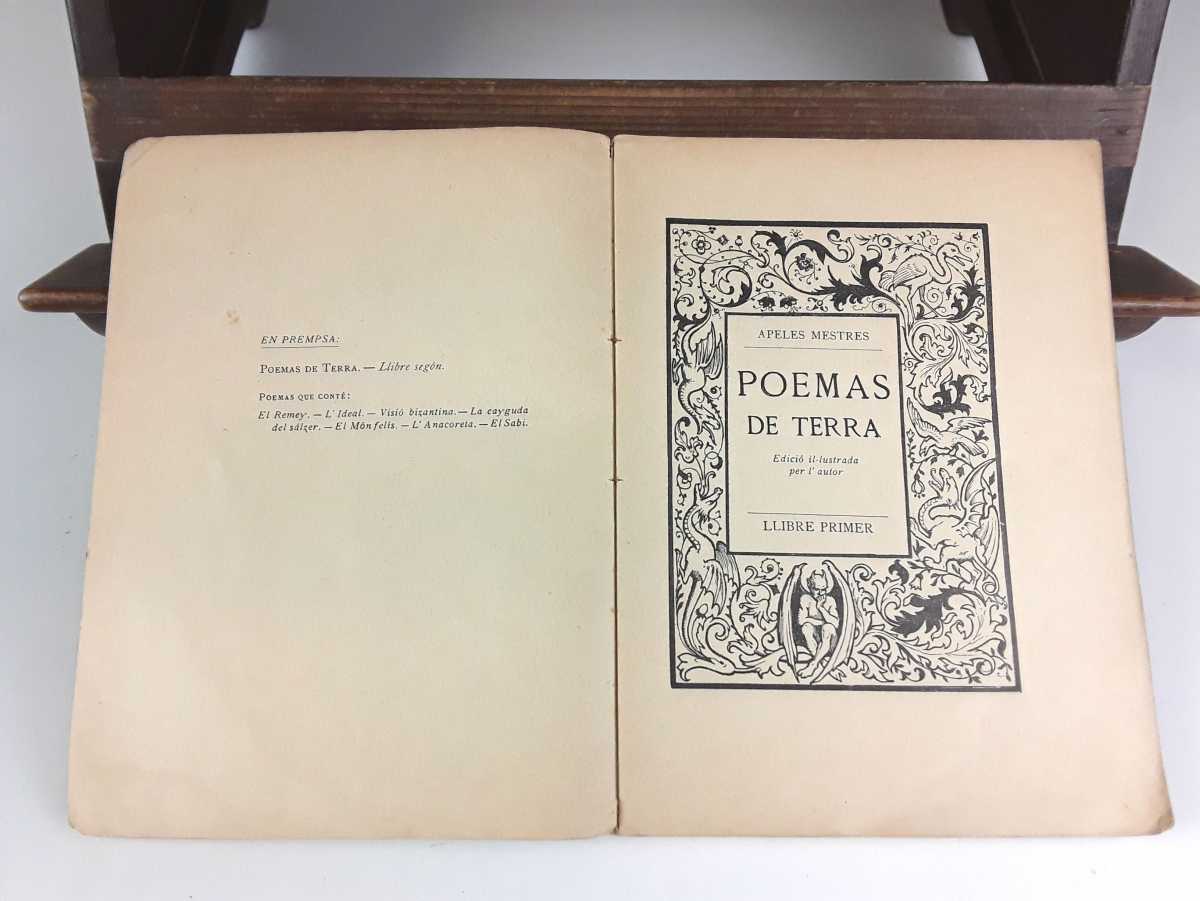 EN PREMPSA:
POEMAS DE TERRA. — Llibre segón.
POEMAS QUE CONTÉ:
El Remey. — L' Ideal. — Visió bizantina. — La cayguda
del sálzer. — El Món felís. — L' Anacoreta. — El Sabi.
APELES MESTRES
POEMAS
DE TERRA
Edició il-lustrada
per l' autor
LLIBRE PRIMER